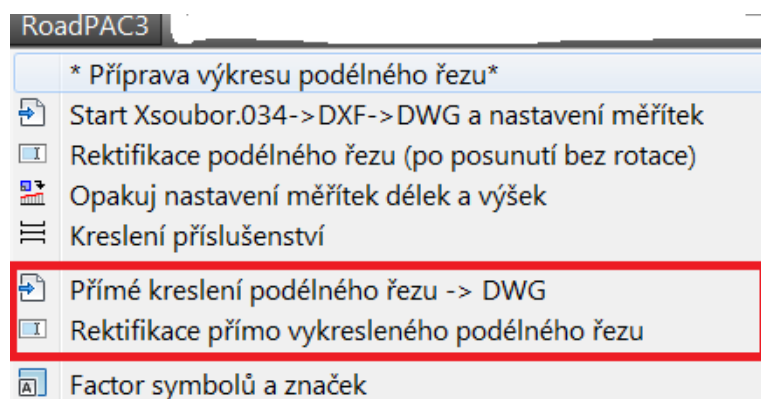 RoadPAC3
* Příprava výkresu podélného řezu*
Start Xsoubor.034->DXF->DWG a nastavení měřítek
Rektifikace podélného řezu (po posunutí bez rotace)
Opakuj nastavení měřítek délek a výšek
Kreslení příslušenství
Přímé kreslení podélného řezu -> DWG
Rektifikace přímo vykresleného podélného řezu
Factor symbolů a značek